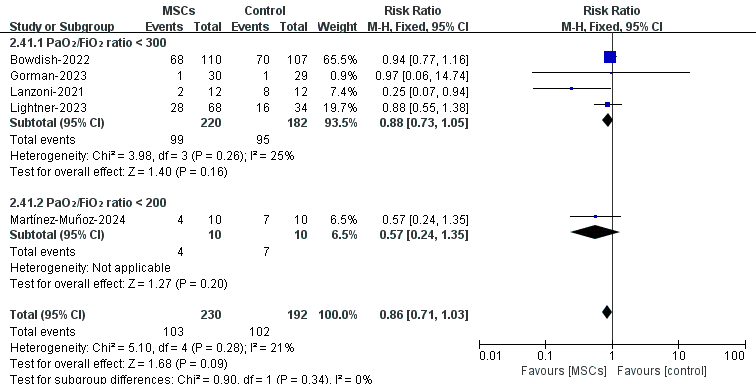 MSCs Control Risk Ratio Risk Ratio
Study or Subgroup Events Total Events Total Weight M-H, Fixed, 95% CI M-H, Fixed, 95% CI
2.41.1 PaO₂/FiO₂ ratio < 300
Bowdish-2022 68 110 70 107 65.5% 0.94 [0.77, 1.16]
Gorman-2023 1 30 1 29 0.9% 0.97 [0.06, 14.74]
Lanzoni-2021 2 12 8 12 7.4% 0.25 [0.07, 0.94]
Lightner-2023 28 68 16 34 19.7% 0.88 [0.55, 1.38]
Subtotal (95% CI) 220 182 93.5% 0.88 [0.73, 1.05]
Total events 99 95
Heterogeneity: Chi² = 3.98, df = 3 (P = 0.26); I² = 25%
Test for overall effect: Z = 1.40 (P = 0.16)
2.41.2 PaO₂/FiO₂ ratio < 200
Martínez-Muñoz-2024 4 10 7 10 6.5% 0.57 [0.24, 1.35]
Subtotal (95% CI) 10 10 6.5% 0.57 [0.24, 1.35]
Total events 4 7
Heterogeneity: Not applicable
Test for overall effect: Z = 1.27 (P = 0.20)
Total (95% CI) 230 192 100.0% 0.86 [0.71, 1.03]
Total events 103 102
Heterogeneity: Chi² = 5.10, df = 4 (P = 0.28); I² = 21%
Test for overall effect: Z = 1.68 (P = 0.09)
Test for subgroup differences: Chi² = 0.90, df = 1 (P = 0.34), I² = 0%
0.01 0.1 1 10 100
Favours [MSCs] Favours [control]